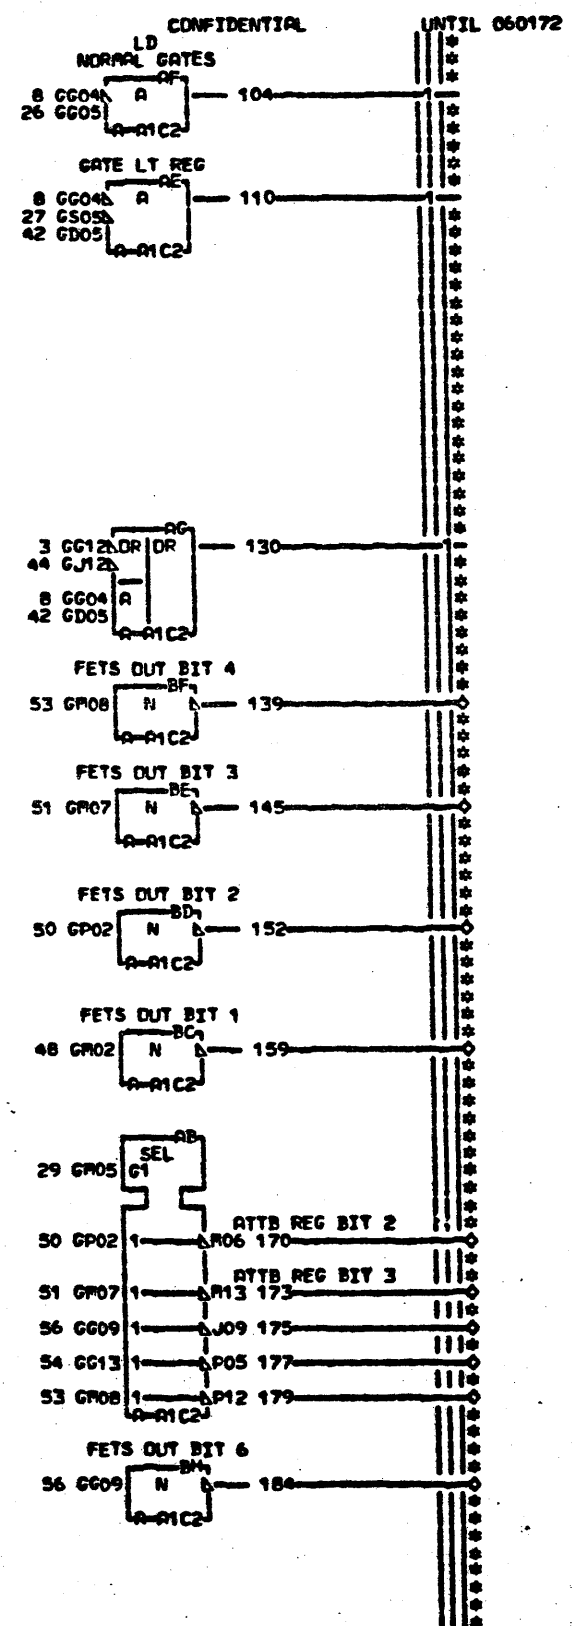 CONFIDENTIAL UNTIL 060172
LD
NORMAL GATES
AF
8 GG04 A 104
26 GG05
A-A1C2
GATE LT REG
AE
8 GG04 A 110
27 GS05
42 GD05
A-A1C2
AG
3 GG12 OR OR 130
44 GJ12
8 GG04 A
42 GD05
A-A1C2
FETS OUT BIT 4
BF
53 GM08 N 139
A-A1C2
FETS OUT BIT 3
BE
51 GM07 N 145
A-A1C2
FETS OUT BIT 2
BD
50 GP02 N 152
A-A1C2
FETS OUT BIT 1
BC
48 GM02 N 159
A-A1C2
AB
SEL
29 GM05 G1
ATTB REG BIT 2
50 GP02 1 M06 170
ATTB REG BIT 3
51 GM07 1 M13 173
56 GG09 1 J09 175
54 GG13 1 P05 177
53 GM08 1 P12 179
A-A1C2
FETS OUT BIT 6
BH
56 GG09 N 184
A-A1C2